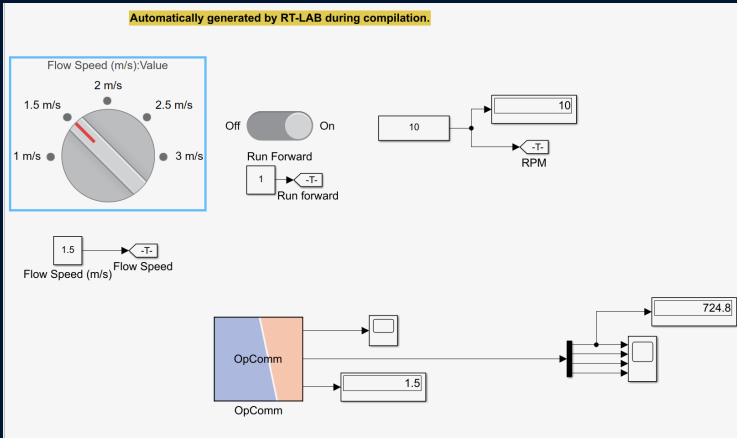 Automatically generated by RT-LAB during compilation.
Flow Speed (m/s):Value
2 m/s
1.5 m/s
2.5 m/s
1 m/s
3 m/s
Off
On
Run Forward
1
-T-
Run forward
10
10
-T-
RPM
1.5
-T-
Flow Speed (m/s)
Flow Speed
724.8
OpComm
1.5
OpComm